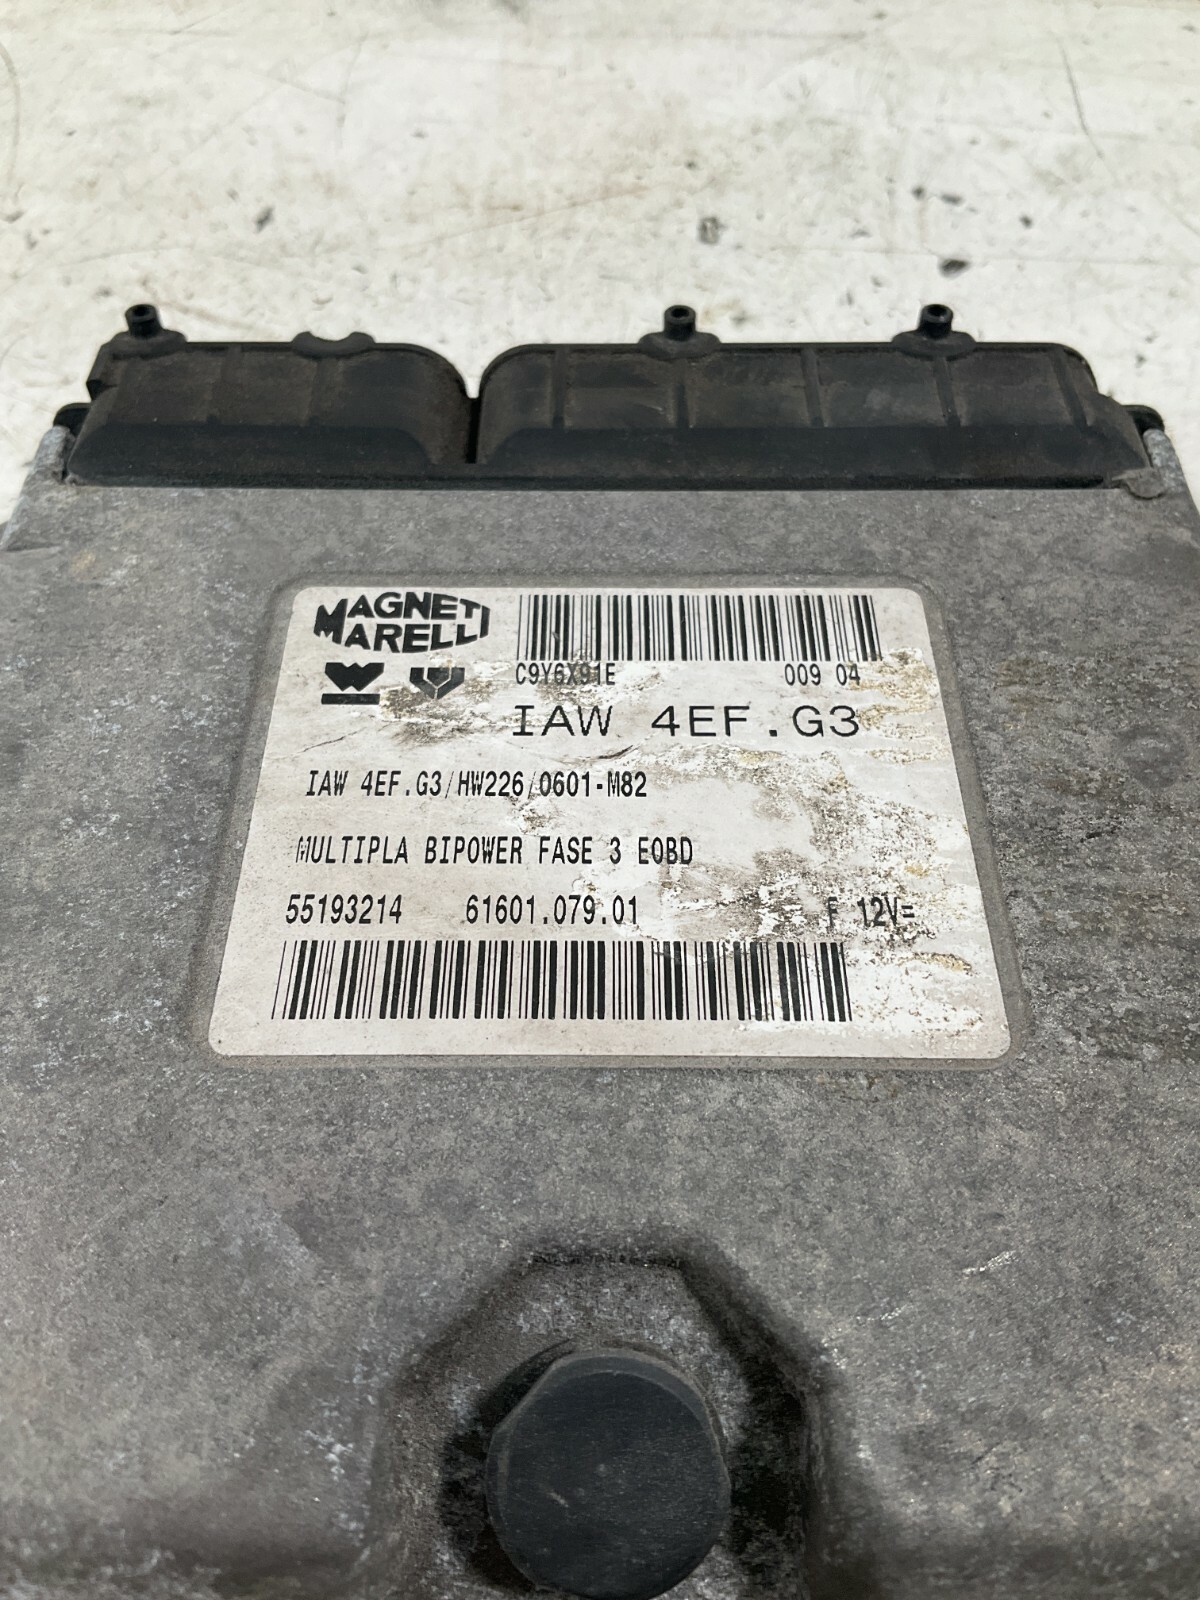 MAGNETI
MARELLI
C9Y6X91E 009 04
IAW 4EF.G3
IAW 4EF.G3/HW226/0601-M82
MULTIPLA BIPOWER FASE 3 EOBD
55193214 61601.079.01 F 12V=